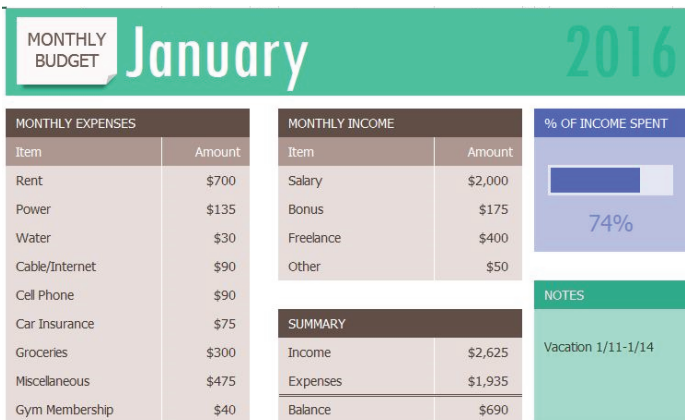 MONTHLY
BUDGET
January
2016
MONTHLY EXPENSES
Item Amount
Rent $700
Power $135
Water $30
Cable/Internet $90
Cell Phone $90
Car Insurance $75
Groceries $300
Miscellaneous $475
Gym Membership $40
MONTHLY INCOME
Item Amount
Salary $2,000
Bonus $175
Freelance $400
Other $50
SUMMARY
Income $2,625
Expenses $1,935
Balance $690
% OF INCOME SPENT
74%
NOTES
Vacation 1/11-1/14